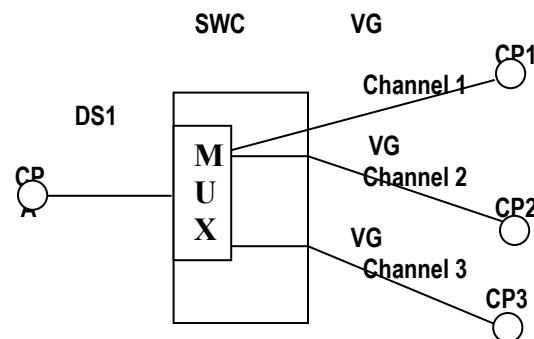 SWC VG
CP1
Channel 1
DS1
VG
Channel 2
M
U
X
CP
A
CP2
VG
Channel 3
CP3